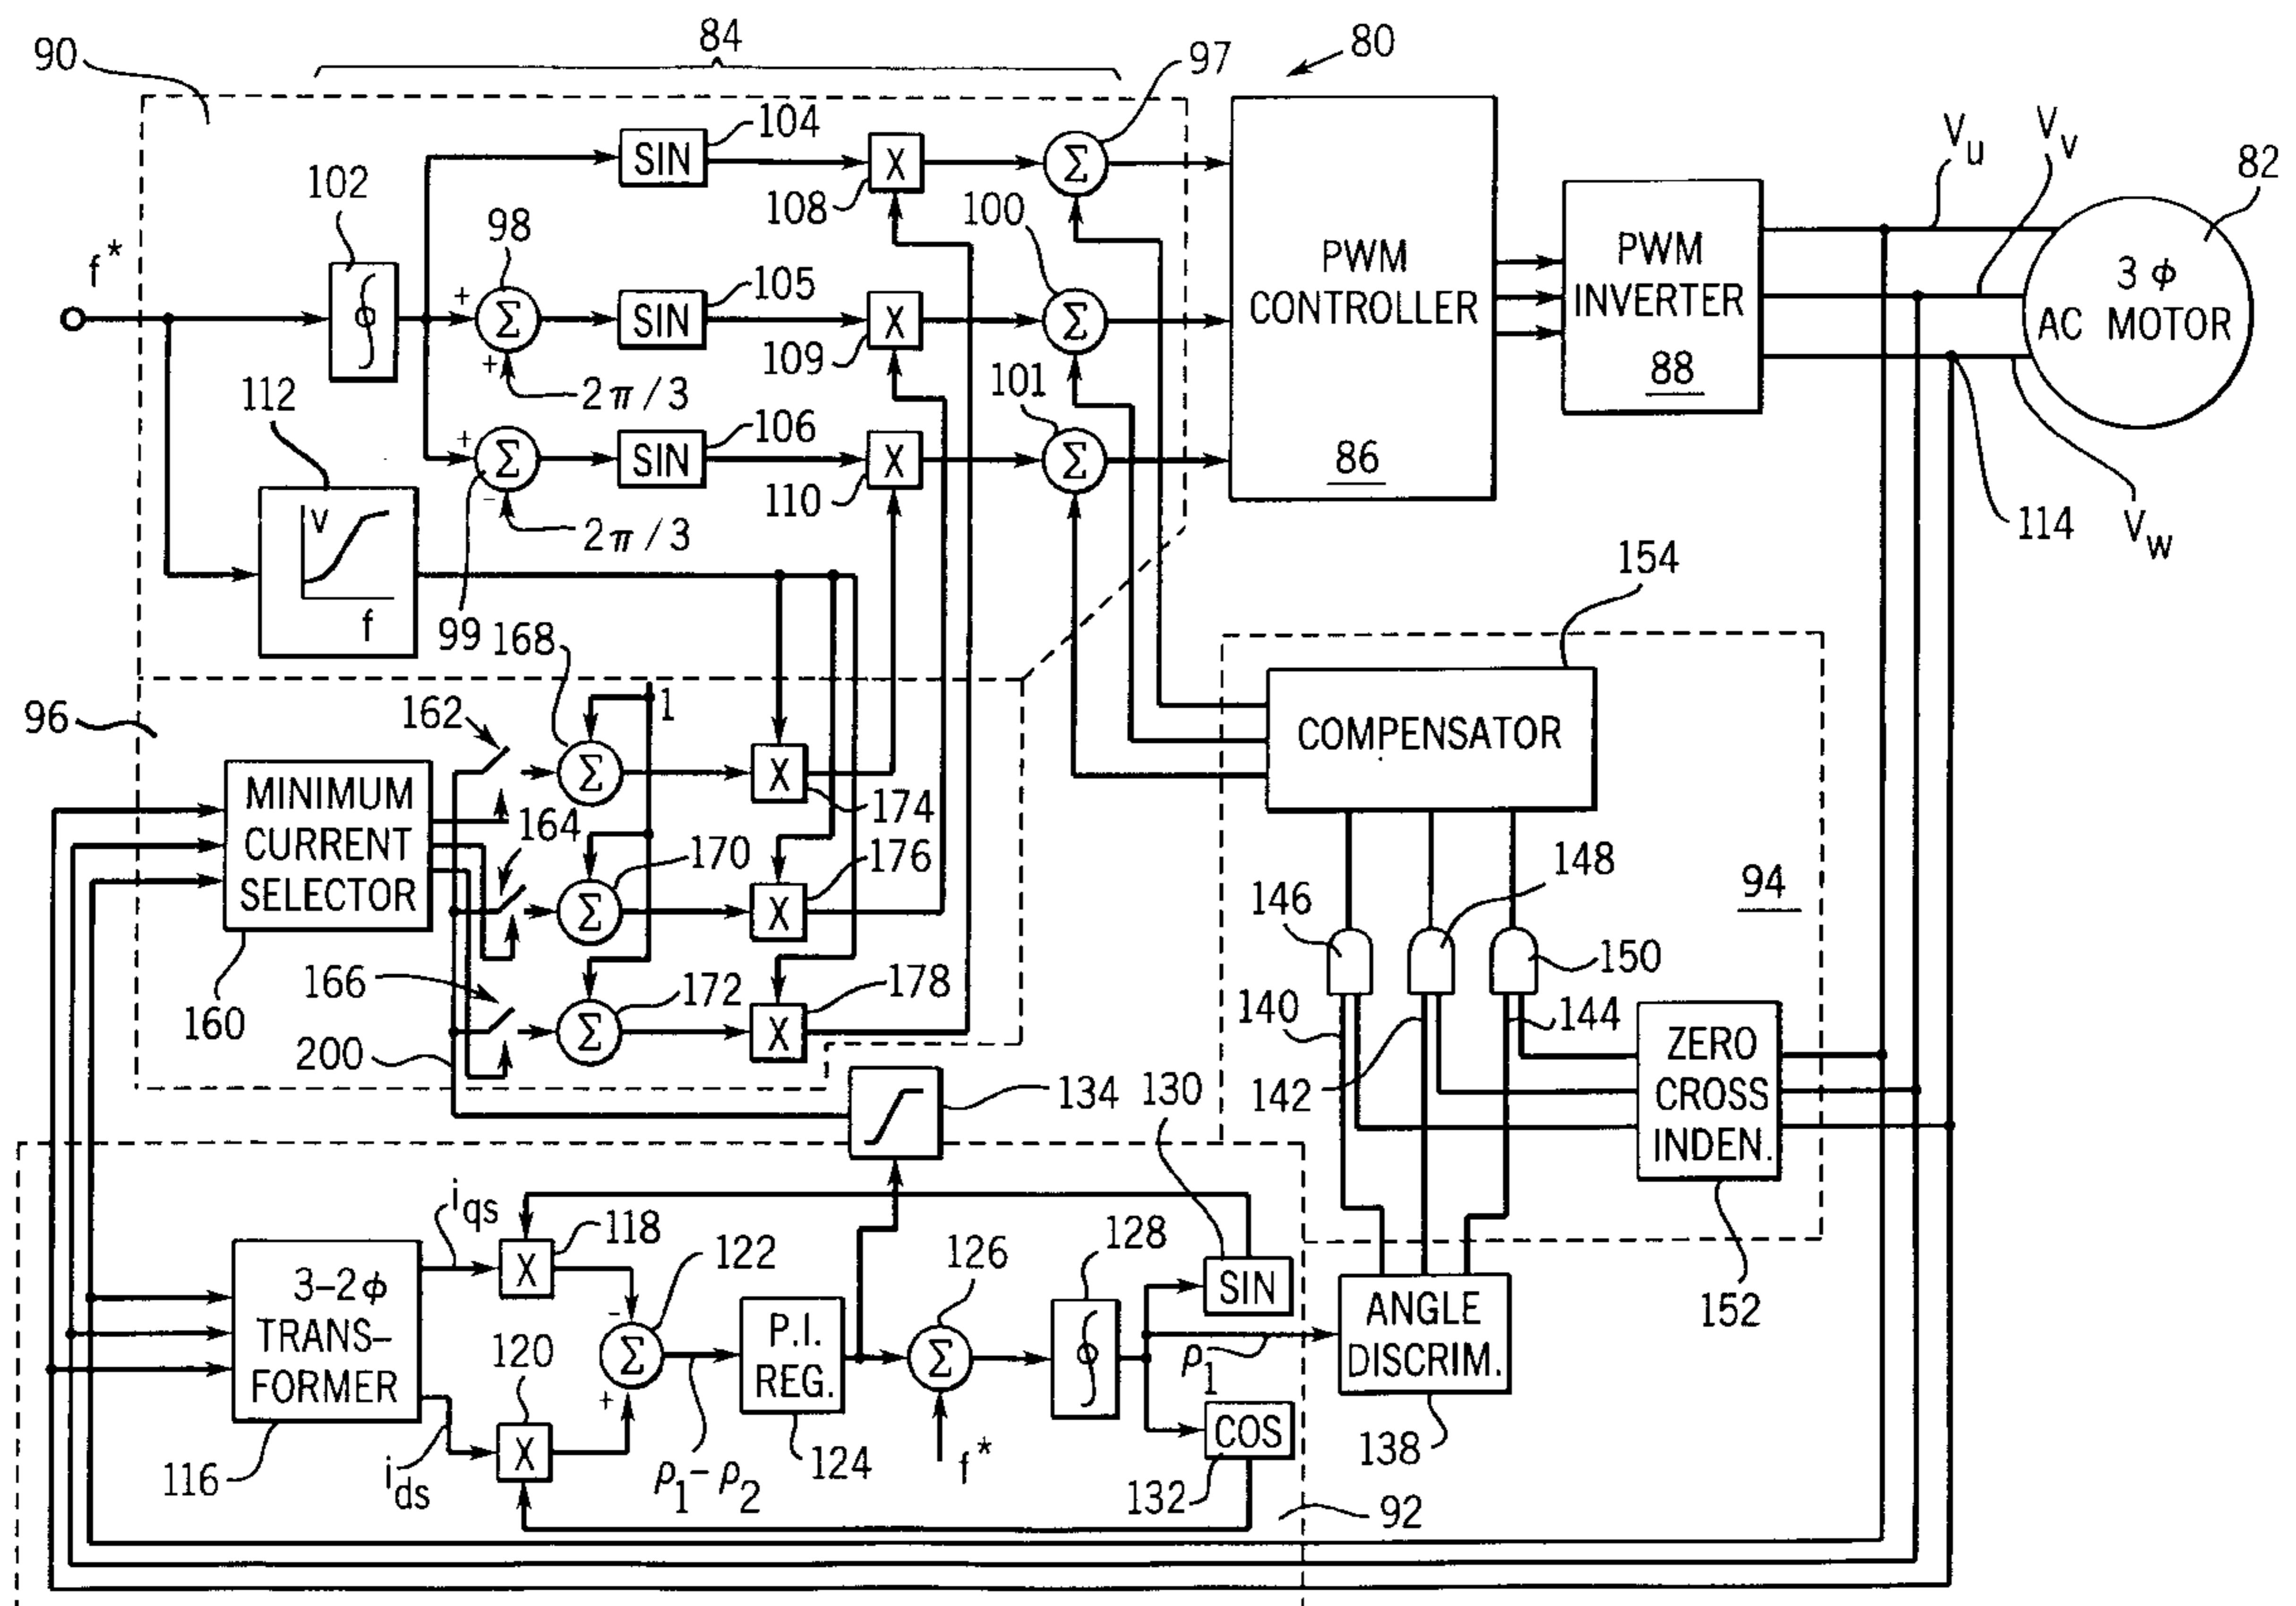 84
80
90
97
104
SIN
X
Σ
108
102
98
100
f*
+
Σ
+
2π/3
105
SIN
X
109
Σ
PWM
CONTROLLER
86
PWM
INVERTER
88
V_u
V_v
82
3 φ
AC MOTOR
114
V_w
112
V
f
+
Σ
-
99
2π/3
106
SIN
X
110
101
Σ
154
COMPENSATOR
96
162
168
1
Σ
X
174
MINIMUM
CURRENT
SELECTOR
160
164
170
Σ
X
176
166
172
Σ
X
178
200
134
94
146
148
150
140
142
144
ZERO
CROSS
INDEN.
152
130
i_qs
118
X
122
126
128
SIN
3-2φ
TRANS-
FORMER
116
-
Σ
+
P.I.
REG.
124
Σ
f*
ρ_1
ANGLE
DISCRIM.
138
120
X
i_ds
ρ_1-ρ_2
COS
132
92